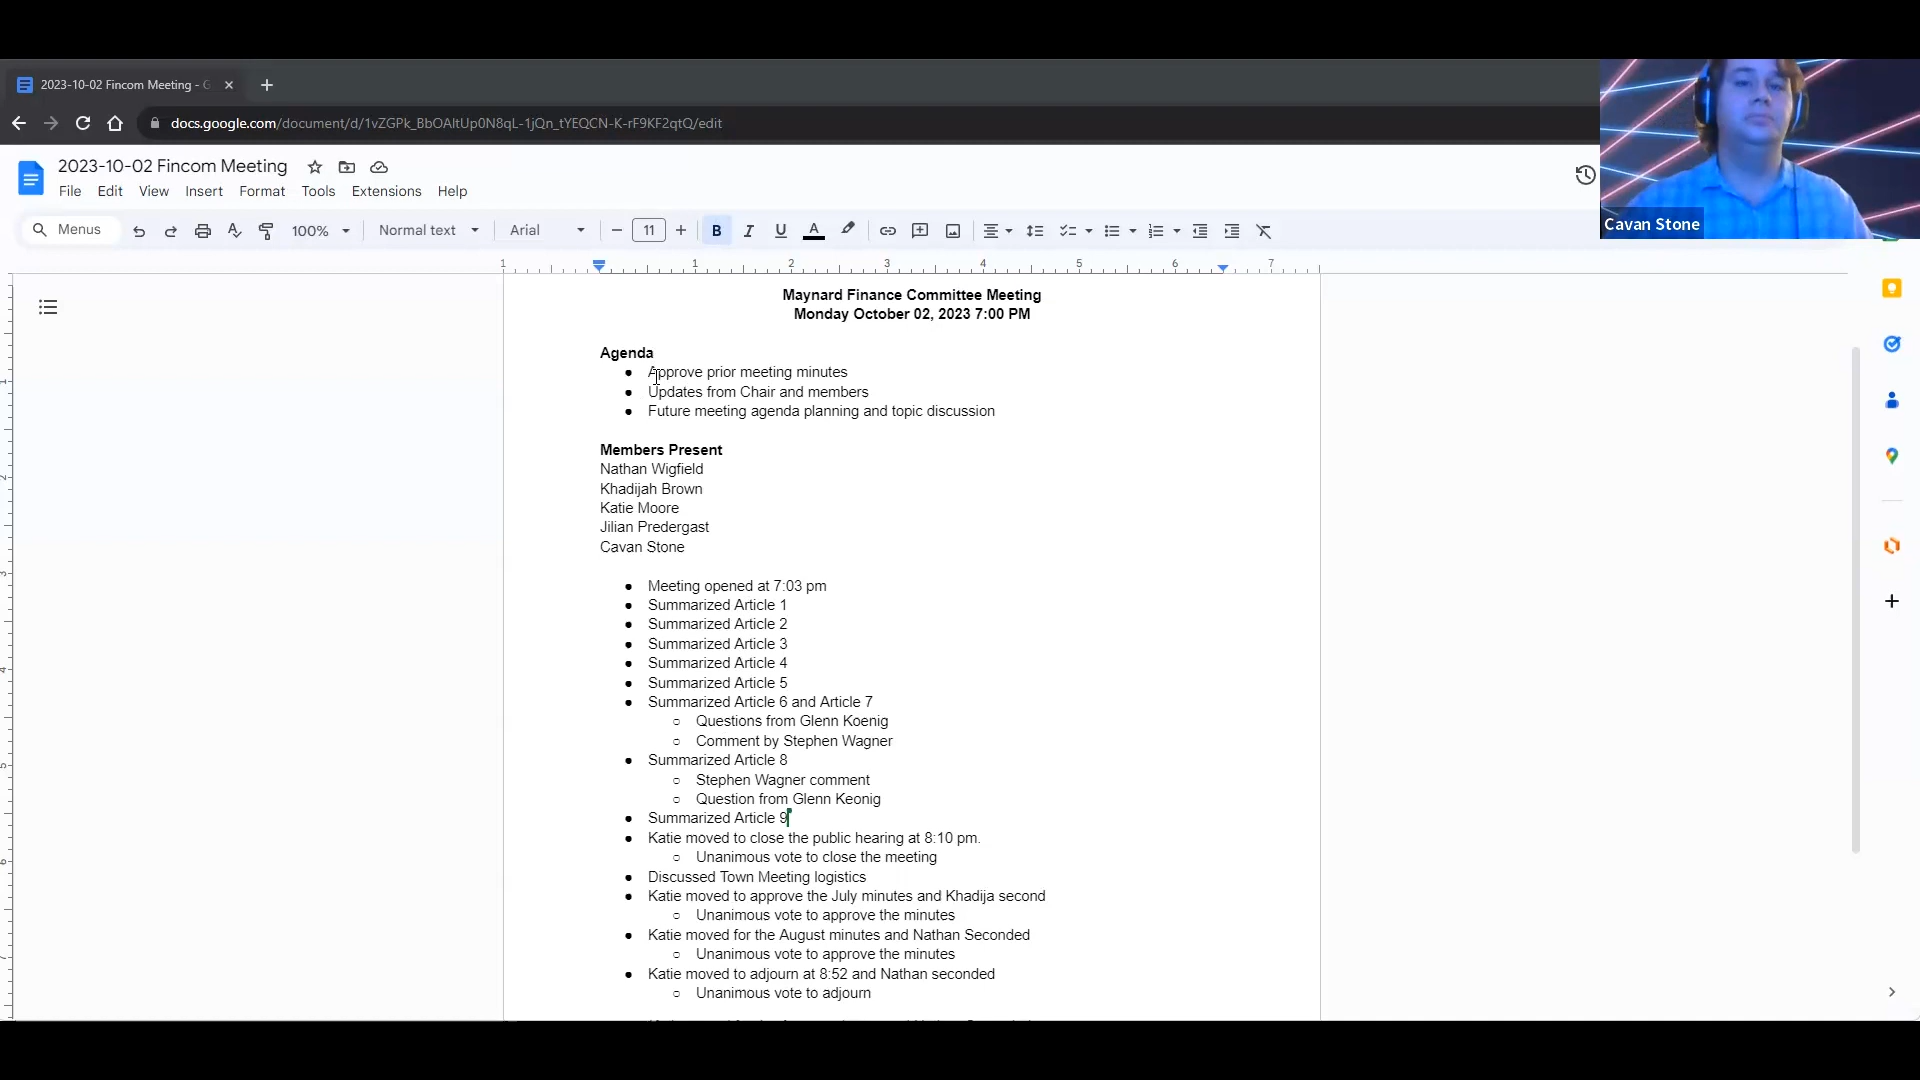 2023-10-02 Fincom Meeting - G
docs.google.com/document/d/1vZGPk_BbOAltUp0N8qL-1jQn_tYEQCN-K-rF9KF2qtQ/edit
2023-10-02 Fincom Meeting
File Edit View Insert Format Tools Extensions Help
Menus 100% Normal text Arial 11 B I U A
Cavan Stone
1 1 2 3 4 5 6 7
Maynard Finance Committee Meeting
Monday October 02, 2023 7:00 PM
Agenda
● Approve prior meeting minutes
● Updates from Chair and members
● Future meeting agenda planning and topic discussion
Members Present
Nathan Wigfield
Khadijah Brown
Katie Moore
Jilian Predergast
Cavan Stone
● Meeting opened at 7:03 pm
● Summarized Article 1
● Summarized Article 2
● Summarized Article 3
● Summarized Article 4
● Summarized Article 5
● Summarized Article 6 and Article 7
○ Questions from Glenn Koenig
○ Comment by Stephen Wagner
● Summarized Article 8
○ Stephen Wagner comment
○ Question from Glenn Keonig
● Summarized Article 9
● Katie moved to close the public hearing at 8:10 pm.
○ Unanimous vote to close the meeting
● Discussed Town Meeting logistics
● Katie moved to approve the July minutes and Khadija second
○ Unanimous vote to approve the minutes
● Katie moved for the August minutes and Nathan Seconded
○ Unanimous vote to approve the minutes
● Katie moved to adjourn at 8:52 and Nathan seconded
○ Unanimous vote to adjourn